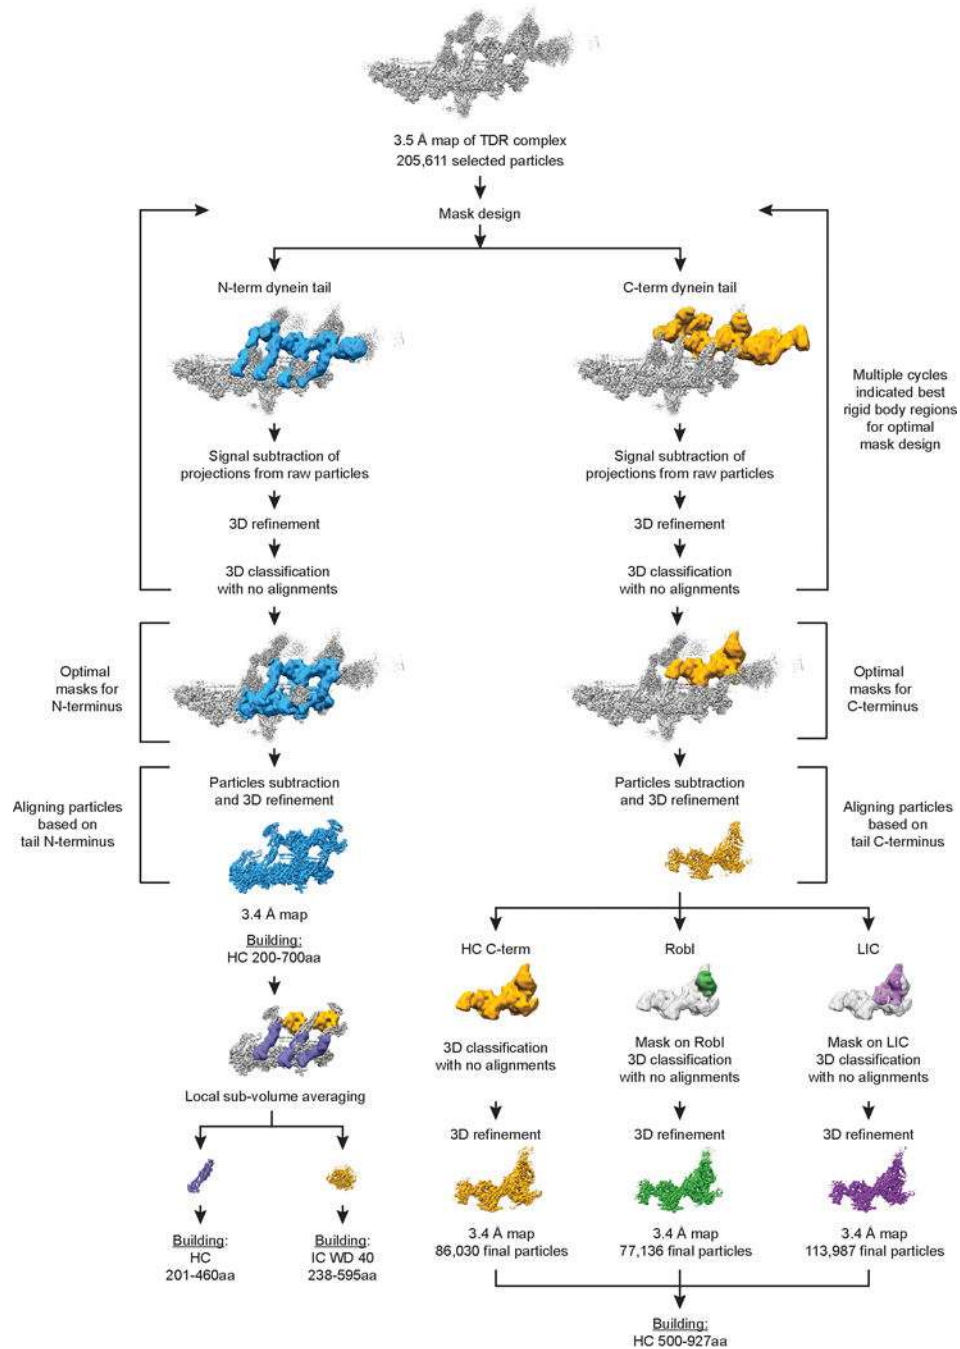 3.5 Å map of TDR complex
205,611 selected particles
Mask design
N-term dynein tail
C-term dynein tail
Multiple cycles
indicated best
rigid body regions
for optimal
mask design
Signal subtraction of
projections from raw particles
Signal subtraction of
projections from raw particles
3D refinement
3D refinement
3D classification
with no alignments
3D classification
with no alignments
Optimal
masks for
N-terminus
Optimal
masks for
C-terminus
Particles subtraction
and 3D refinement
Particles subtraction
and 3D refinement
Aligning particles
based on
tail N-terminus
Aligning particles
based on
tail C-terminus
3.4 Å map
Building:
HC 200-700aa
Local sub-volume averaging
Building:
HC
201-460aa
Building:
IC WD 40
238-595aa
HC C-term
Robl
LIC
3D classification
with no alignments
Mask on Robl
3D classification
with no alignments
Mask on LIC
3D classification
with no alignments
3D refinement
3D refinement
3D refinement
3.4 Å map
86,030 final particles
3.4 Å map
77,136 final particles
3.4 Å map
113,987 final particles
Building:
HC 500-927aa